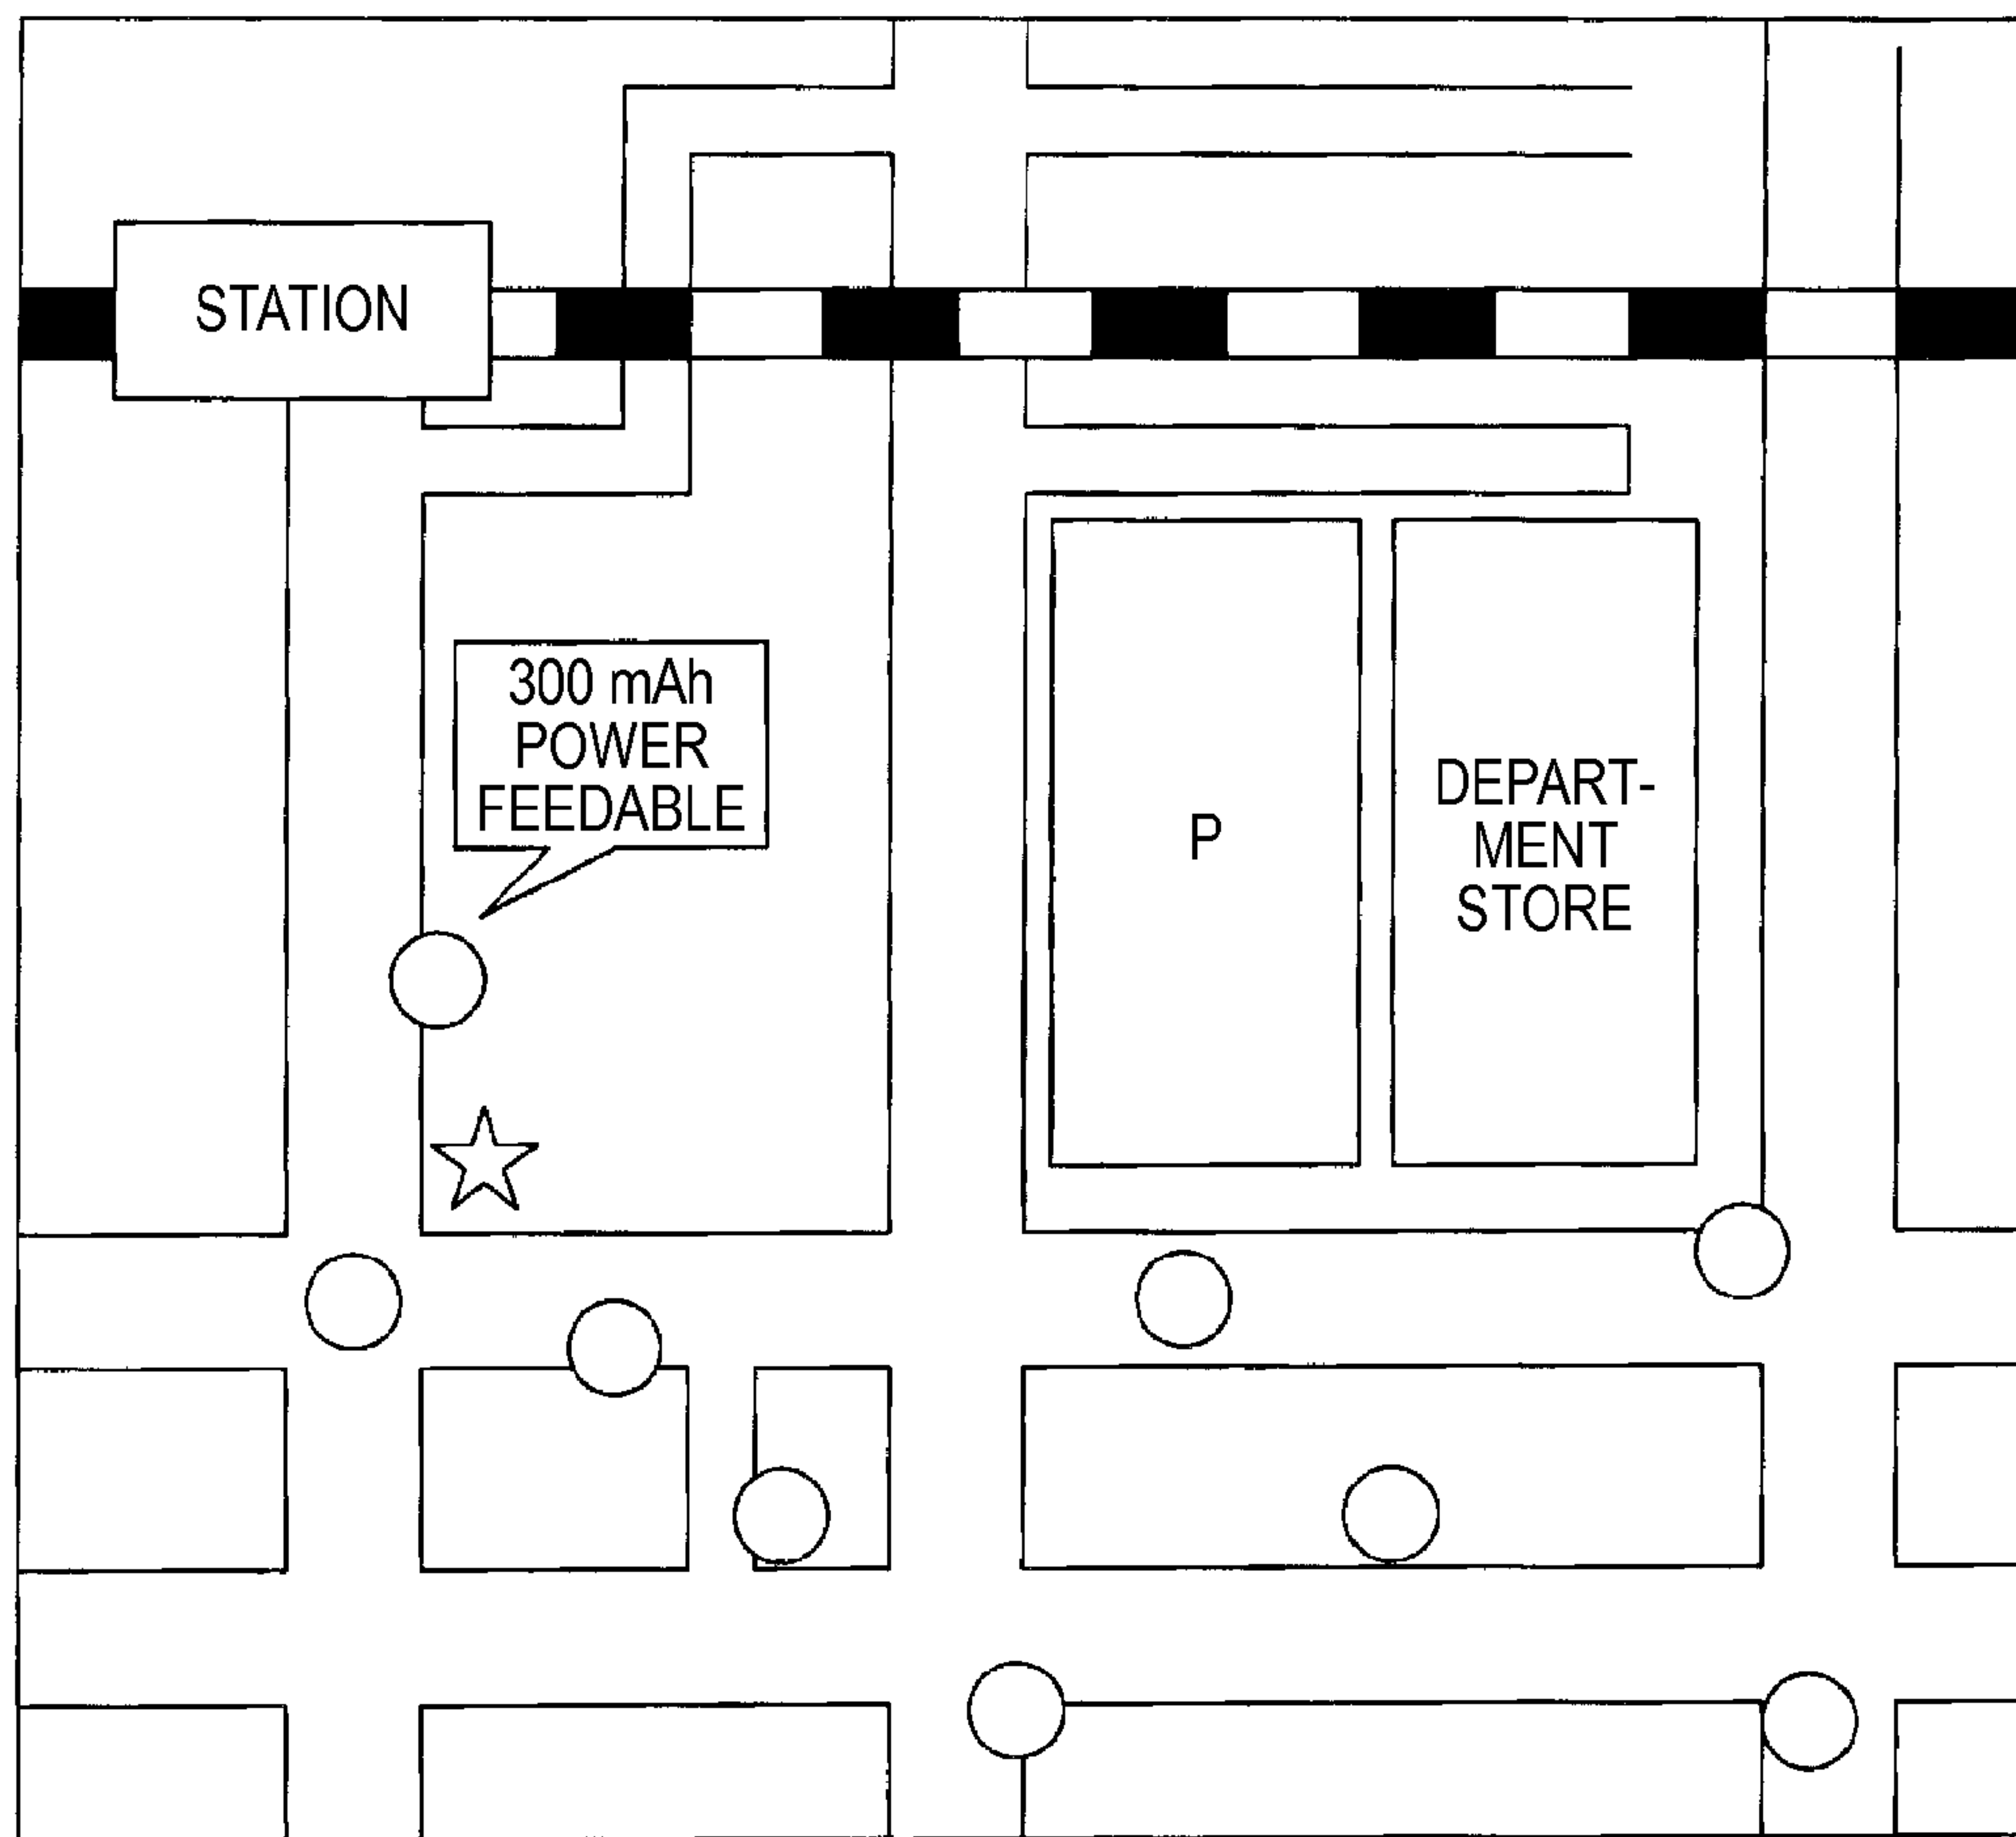 STATION
300 mAh
POWER
FEEDABLE
P
DEPART-
MENT
STORE